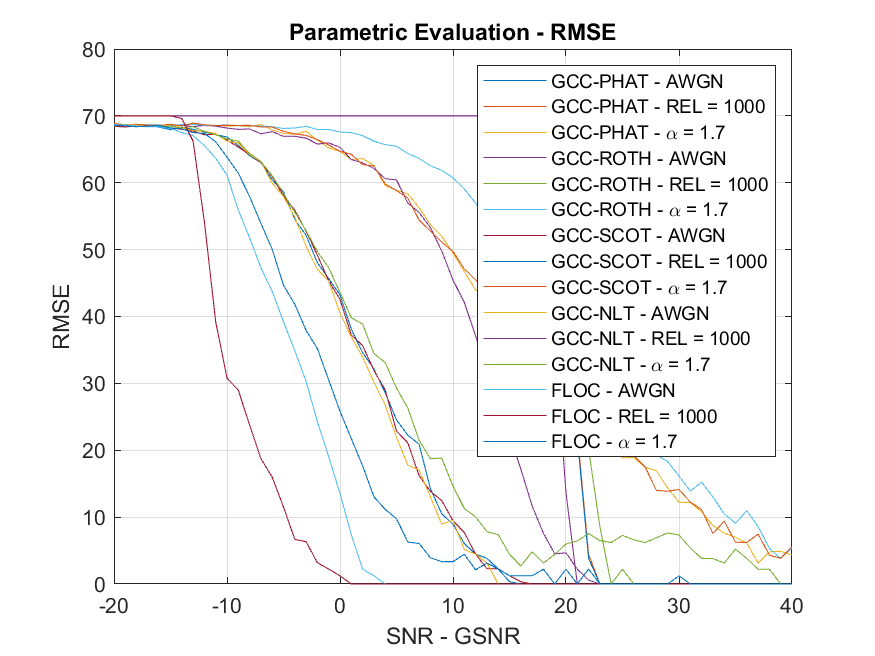 Parametric Evaluation - RMSE
80
70
60
50
40
30
20
10
0
RMSE
-20
-10
0
10
20
30
40
SNR - GSNR
GCC-PHAT - AWGN
GCC-PHAT - REL = 1000
GCC-PHAT - α = 1.7
GCC-ROTH - AWGN
GCC-ROTH - REL = 1000
GCC-ROTH - α = 1.7
GCC-SCOT - AWGN
GCC-SCOT - REL = 1000
GCC-SCOT - α = 1.7
GCC-NLT - AWGN
GCC-NLT - REL = 1000
GCC-NLT - α = 1.7
FLOC - AWGN
FLOC - REL = 1000
FLOC - α = 1.7